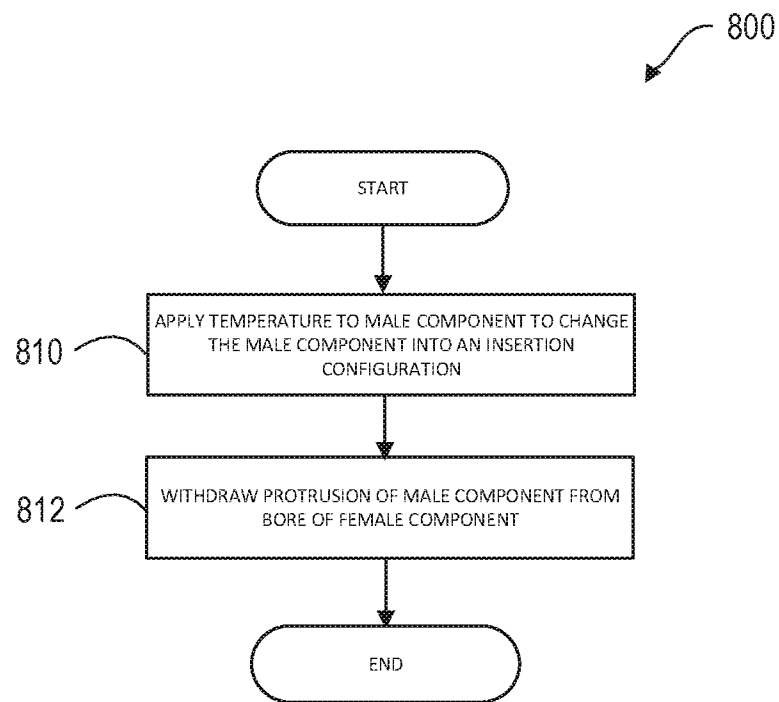 800
START
APPLY TEMPERATURE TO MALE COMPONENT TO CHANGE
THE MALE COMPONENT INTO AN INSERTION
CONFIGURATION
810
WITHDRAW PROTRUSION OF MALE COMPONENT FROM
BORE OF FEMALE COMPONENT
812
END